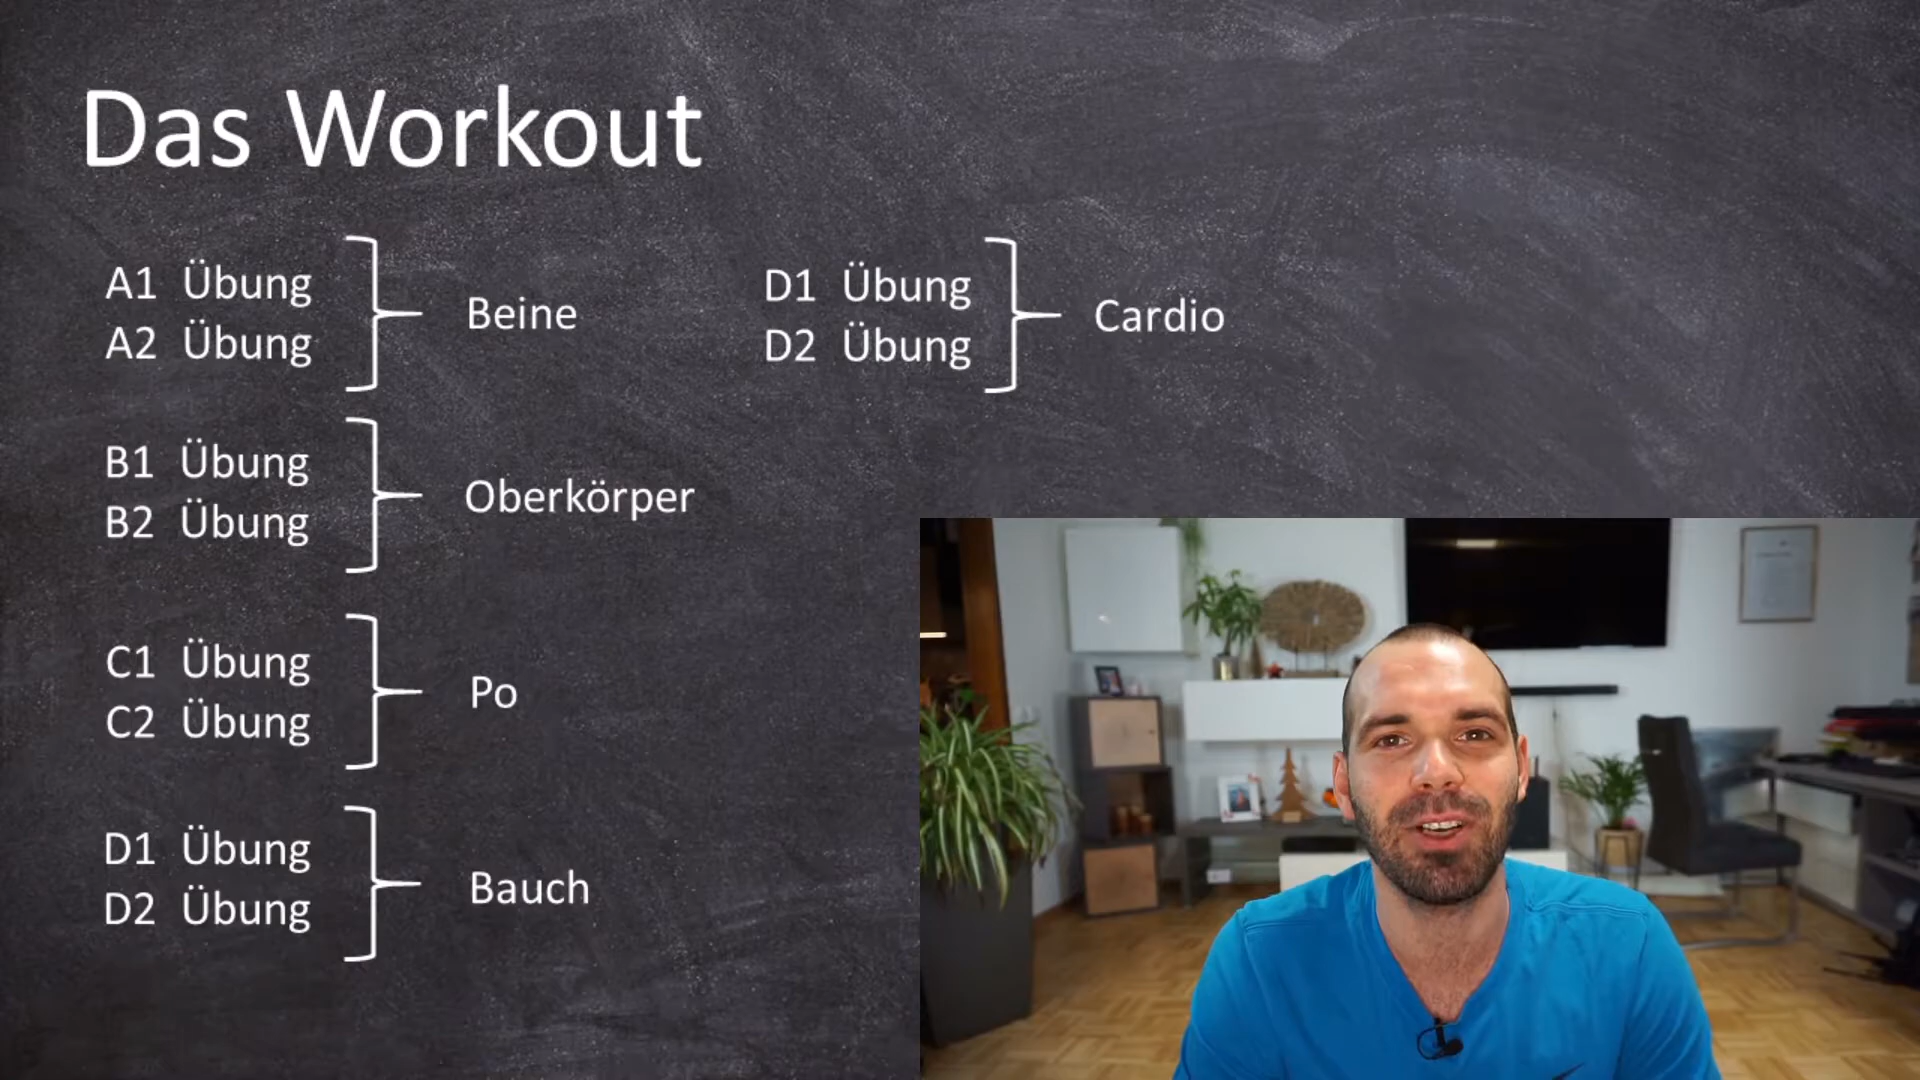 Das Workout
A1 Übung
A2 Übung
Beine
B1 Übung
B2 Übung
Oberkörper
C1 Übung
C2 Übung
Po
D1 Übung
D2 Übung
Bauch
D1 Übung
D2 Übung
Cardio